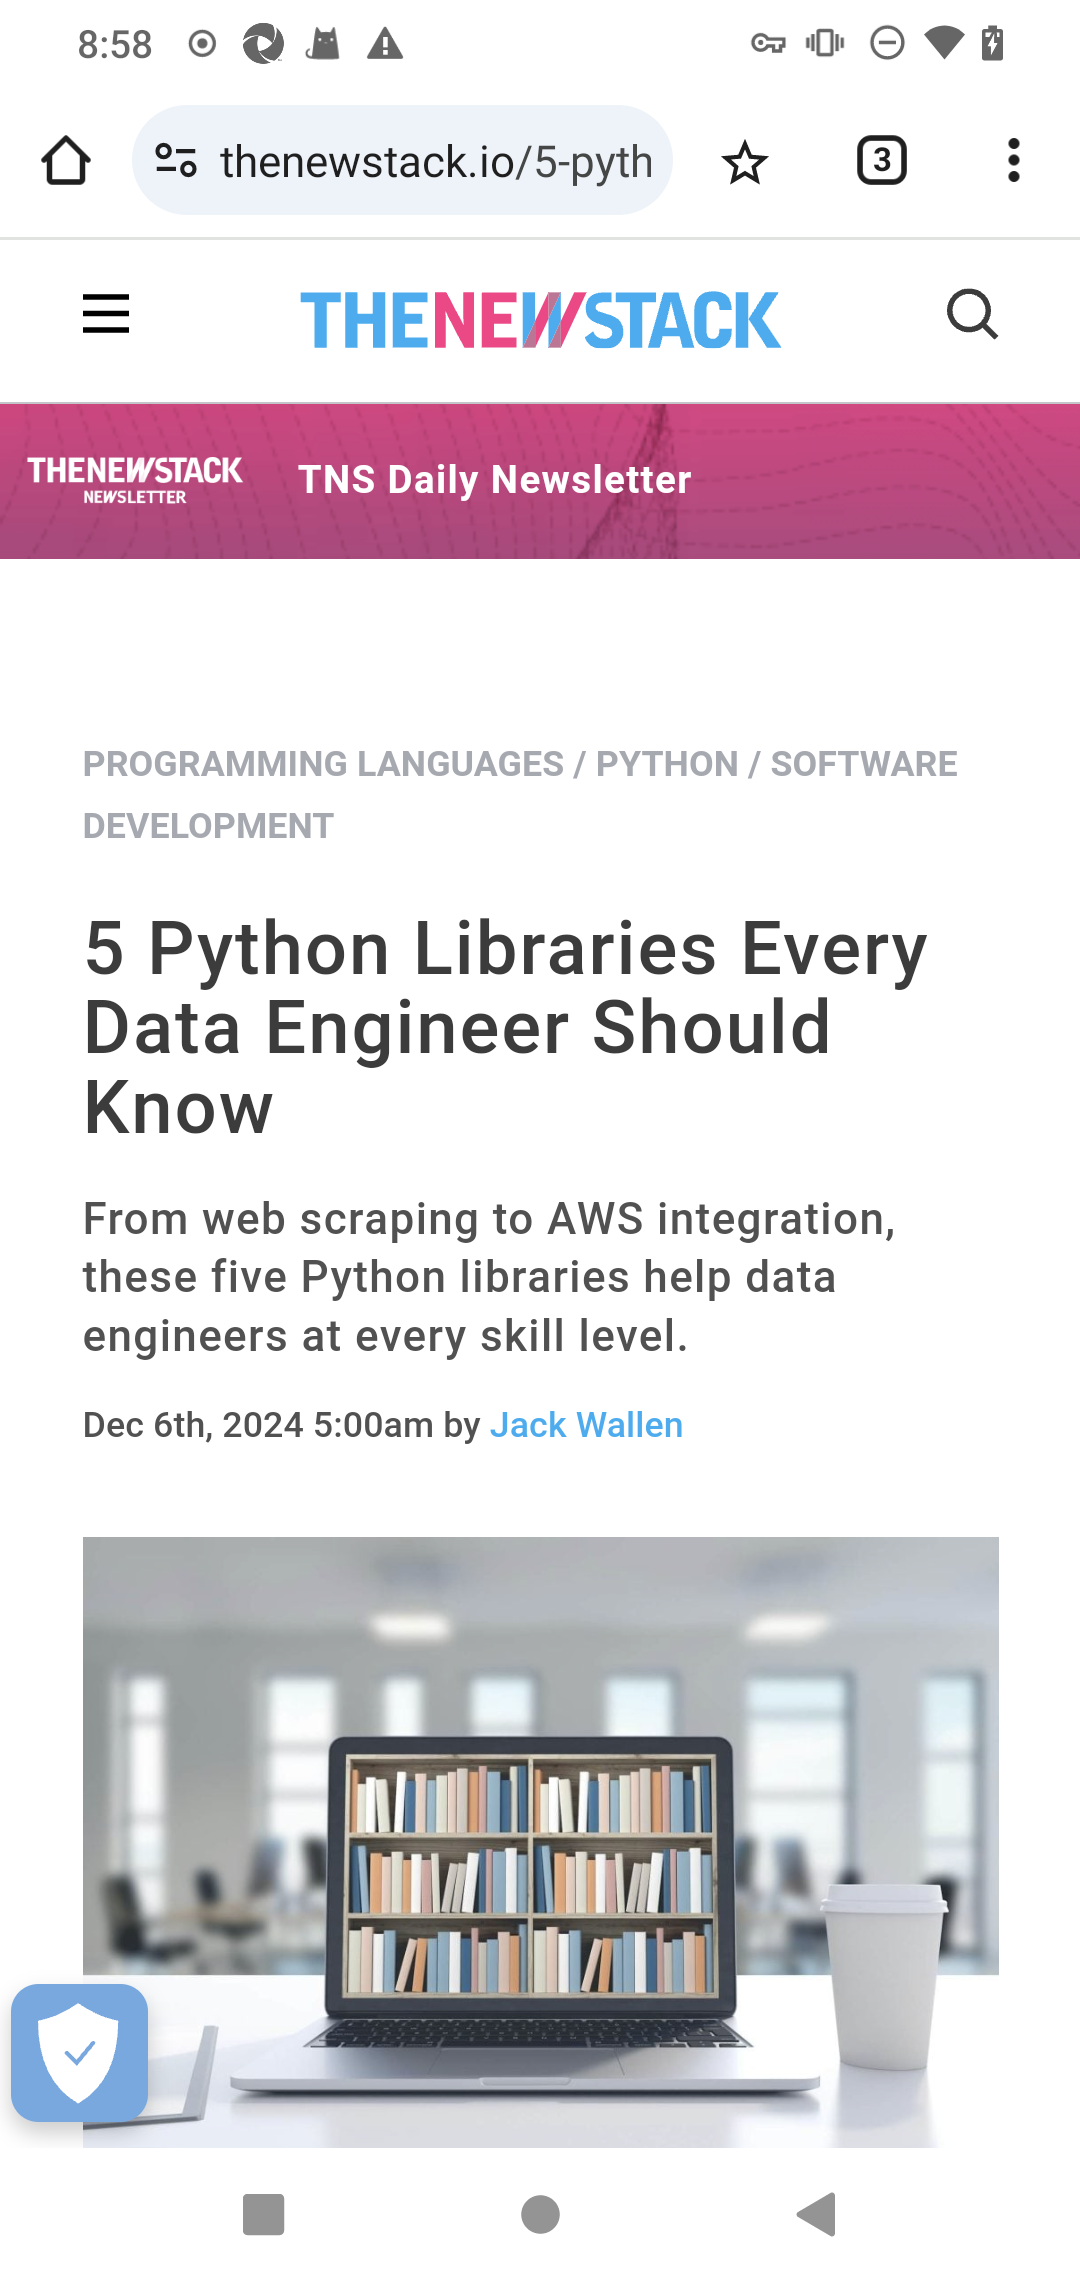 8:58
thenewstack.io/5-pyth
3
THENEWSTACK
THENEWSTACK
NEWSLETTER
TNS Daily Newsletter
PROGRAMMING LANGUAGES / PYTHON / SOFTWARE
DEVELOPMENT
5 Python Libraries Every
Data Engineer Should
Know
From web scraping to AWS integration,
these five Python libraries help data
engineers at every skill level.
Dec 6th, 2024 5:00am by Jack Wallen